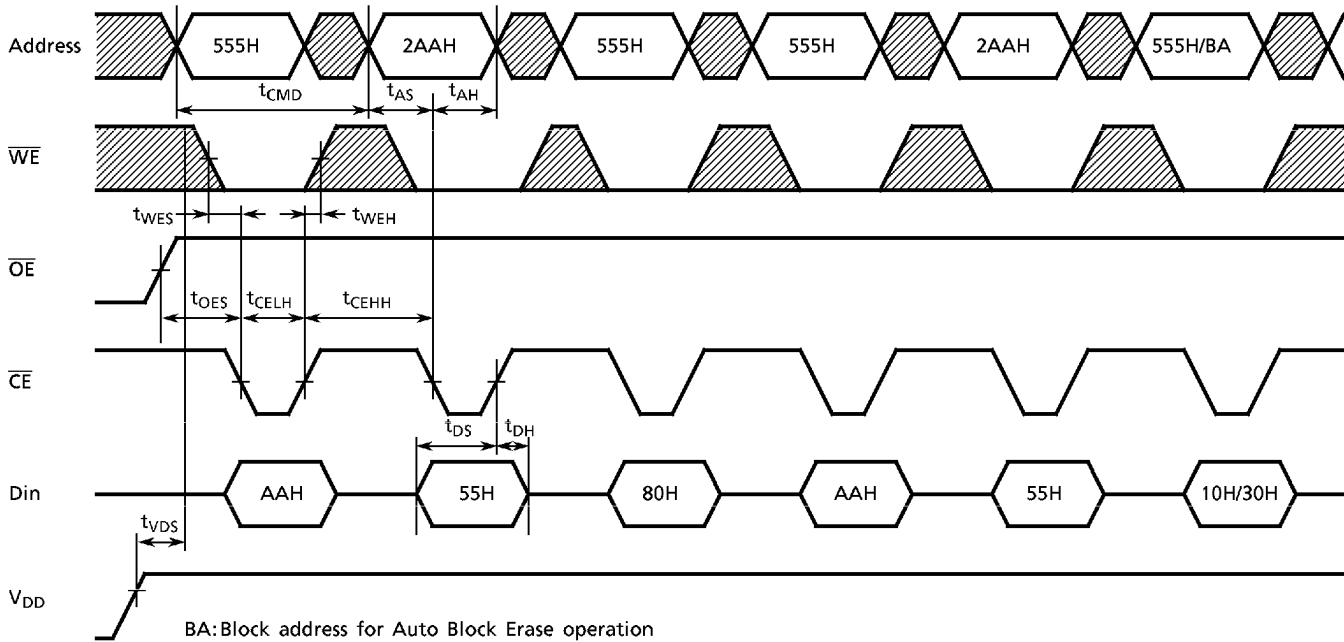 Address 555H 2AAH 555H 555H 2AAH 555H/BA
tCMD tAS tAH
WE
tWES tWEH
OE
tOES tCELH tCEHH
CE
tDS tDH
Din AAH 55H 80H AAH 55H 10H/30H
tVDS
VDD
BA: Block address for Auto Block Erase operation